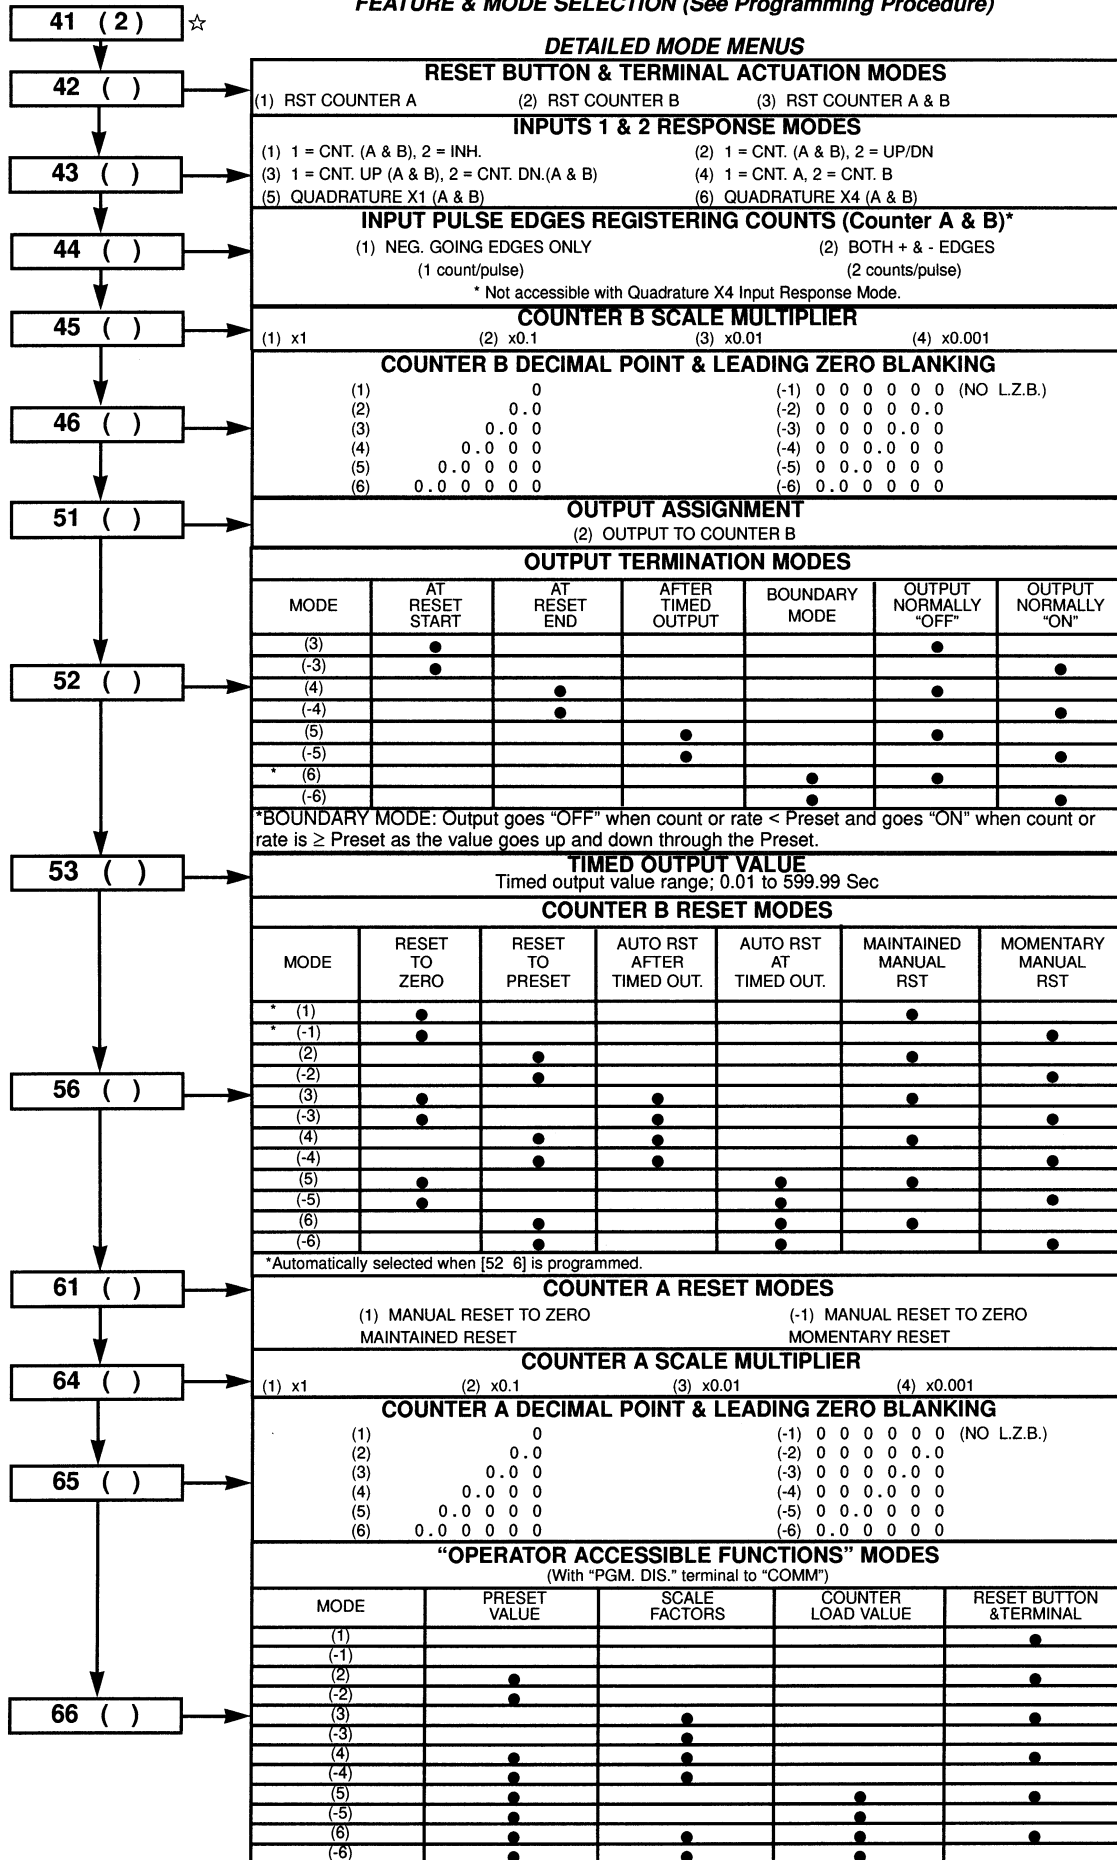 FEATURE & MODE SELECTION (See Programming Procedure)
41 (2) ☆
DETAILED MODE MENUS
42 ( )
RESET BUTTON & TERMINAL ACTUATION MODES
(1) RST COUNTER A (2) RST COUNTER B (3) RST COUNTER A & B
43 ( )
INPUTS 1 & 2 RESPONSE MODES
(1) 1 = CNT. (A & B), 2 = INH. (2) 1 = CNT. (A & B), 2 = UP/DN
(3) 1 = CNT. UP (A & B), 2 = CNT. DN.(A & B) (4) 1 = CNT. A, 2 = CNT. B
(5) QUADRATURE X1 (A & B) (6) QUADRATURE X4 (A & B)
44 ( )
INPUT PULSE EDGES REGISTERING COUNTS (Counter A & B)*
(1) NEG. GOING EDGES ONLY (2) BOTH + & - EDGES
(1 count/pulse) (2 counts/pulse)
* Not accessible with Quadrature X4 Input Response Mode.
45 ( )
COUNTER B SCALE MULTIPLIER
(1) x1 (2) x0.1 (3) x0.01 (4) x0.001
46 ( )
COUNTER B DECIMAL POINT & LEADING ZERO BLANKING
(1) 0 (-1) 0 0 0 0 0 0 (NO L.Z.B.)
(2) 0.0 (-2) 0 0 0 0 0.0
(3) 0.0 0 (-3) 0 0 0 0.0 0
(4) 0.0 0 0 (-4) 0 0 0.0 0 0
(5) 0.0 0 0 0 (-5) 0 0.0 0 0 0
(6) 0.0 0 0 0 0 (-6) 0.0 0 0 0 0
51 ( )
OUTPUT ASSIGNMENT
(2) OUTPUT TO COUNTER B
52 ( )
OUTPUT TERMINATION MODES
MODE AT RESET START AT RESET END AFTER TIMED OUTPUT BOUNDARY MODE OUTPUT NORMALLY “OFF” OUTPUT NORMALLY “ON”
(3) ● ●
(-3) ● ●
(4) ● ●
(-4) ● ●
(5) ● ●
(-5) ● ●
* (6) ● ●
(-6) ● ●
*BOUNDARY MODE: Output goes “OFF” when count or rate < Preset and goes “ON” when count or
rate is ≥ Preset as the value goes up and down through the Preset.
53 ( )
TIMED OUTPUT VALUE
Timed output value range; 0.01 to 599.99 Sec
56 ( )
COUNTER B RESET MODES
MODE RESET TO ZERO RESET TO PRESET AUTO RST AFTER TIMED OUT. AUTO RST AT TIMED OUT. MAINTAINED MANUAL RST MOMENTARY MANUAL RST
* (1) ● ●
* (-1) ● ●
(2) ● ●
(-2) ● ●
(3) ● ● ●
(-3) ● ● ●
(4) ● ● ●
(-4) ● ● ●
(5) ● ● ●
(-5) ● ● ●
(6) ● ● ●
(-6) ● ● ●
*Automatically selected when [52 6] is programmed.
61 ( )
COUNTER A RESET MODES
(1) MANUAL RESET TO ZERO (-1) MANUAL RESET TO ZERO
MAINTAINED RESET MOMENTARY RESET
64 ( )
COUNTER A SCALE MULTIPLIER
(1) x1 (2) x0.1 (3) x0.01 (4) x0.001
65 ( )
COUNTER A DECIMAL POINT & LEADING ZERO BLANKING
(1) 0 (-1) 0 0 0 0 0 0 (NO L.Z.B.)
(2) 0.0 (-2) 0 0 0 0 0.0
(3) 0.0 0 (-3) 0 0 0 0.0 0
(4) 0.0 0 0 (-4) 0 0 0.0 0 0
(5) 0.0 0 0 0 (-5) 0 0.0 0 0 0
(6) 0.0 0 0 0 0 (-6) 0.0 0 0 0 0
66 ( )
“OPERATOR ACCESSIBLE FUNCTIONS” MODES
(With “PGM. DIS.” terminal to “COMM”)
MODE PRESET VALUE SCALE FACTORS COUNTER LOAD VALUE RESET BUTTON &TERMINAL
(1) ●
(-1)
(2) ● ●
(-2) ●
(3) ● ●
(-3) ●
(4) ● ● ●
(-4) ● ●
(5) ● ● ●
(-5) ● ●
(6) ● ● ● ●
(-6) ● ● ●